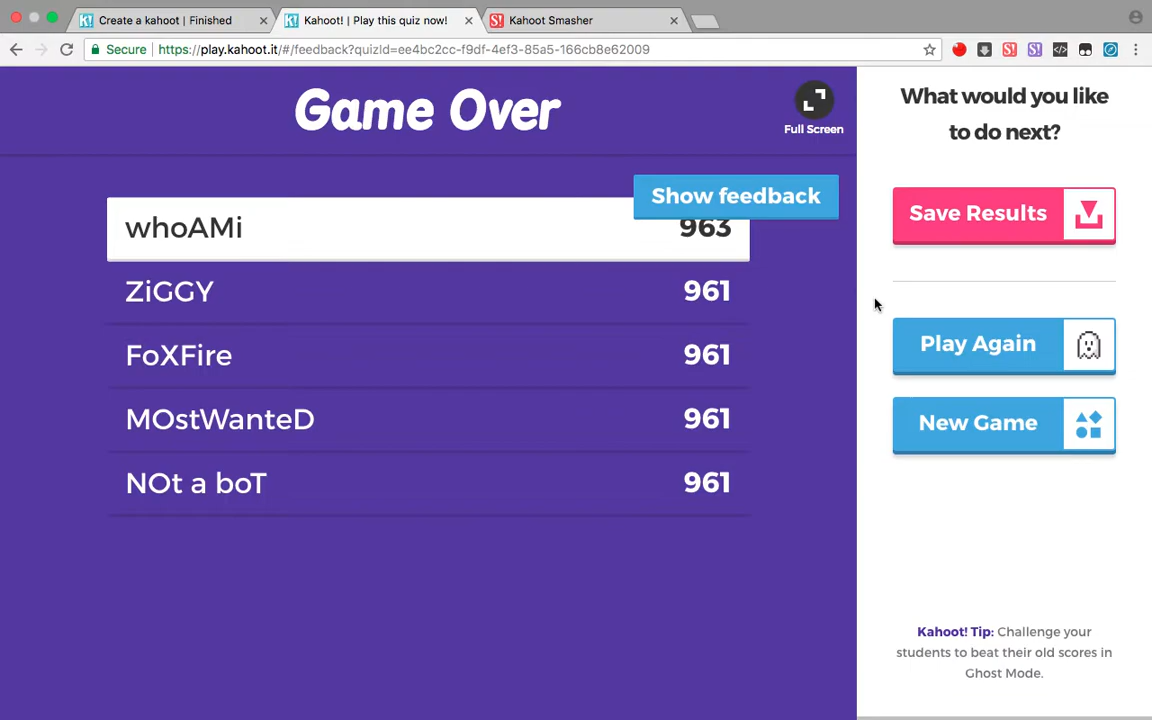 Create a kahoot | Finished
Kahoot! | Play this quiz now!
Kahoot Smasher
Secure
https://play.kahoot.it/#/feedback?quizId=ee4bc2cc-f9df-4ef3-85a5-166cb8e62009
Game Over
Full Screen
Show feedback
whoAMi 963
ZiGGY 961
FoXFire 961
MOstWanteD 961
NOt a boT 961
What would you like
to do next?
Save Results
Play Again
New Game
Kahoot! Tip: Challenge your
students to beat their old scores in
Ghost Mode.